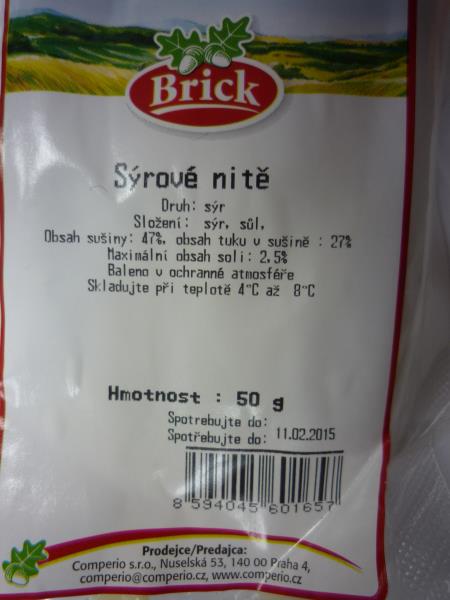 Brick
Sýrové nitě
Druh: sýr
Složení: sýr, sůl,
Obsah sušiny: 47%, obsah tuku v sušině : 27%
Maximální obsah soli: 2,5%
Baleno v ochranné atmosféře
Skladujte při teplotě 4°C až 8°C
Hmotnost : 50 g
Spotrebujte do:
Spotřebujte do: 11.02.2015
8 594045 601657
Prodejce/Predajca:
Comperio s.r.o., Nuselská 53, 140 00 Praha 4,
comperio@comperio.cz, www.comperio.cz